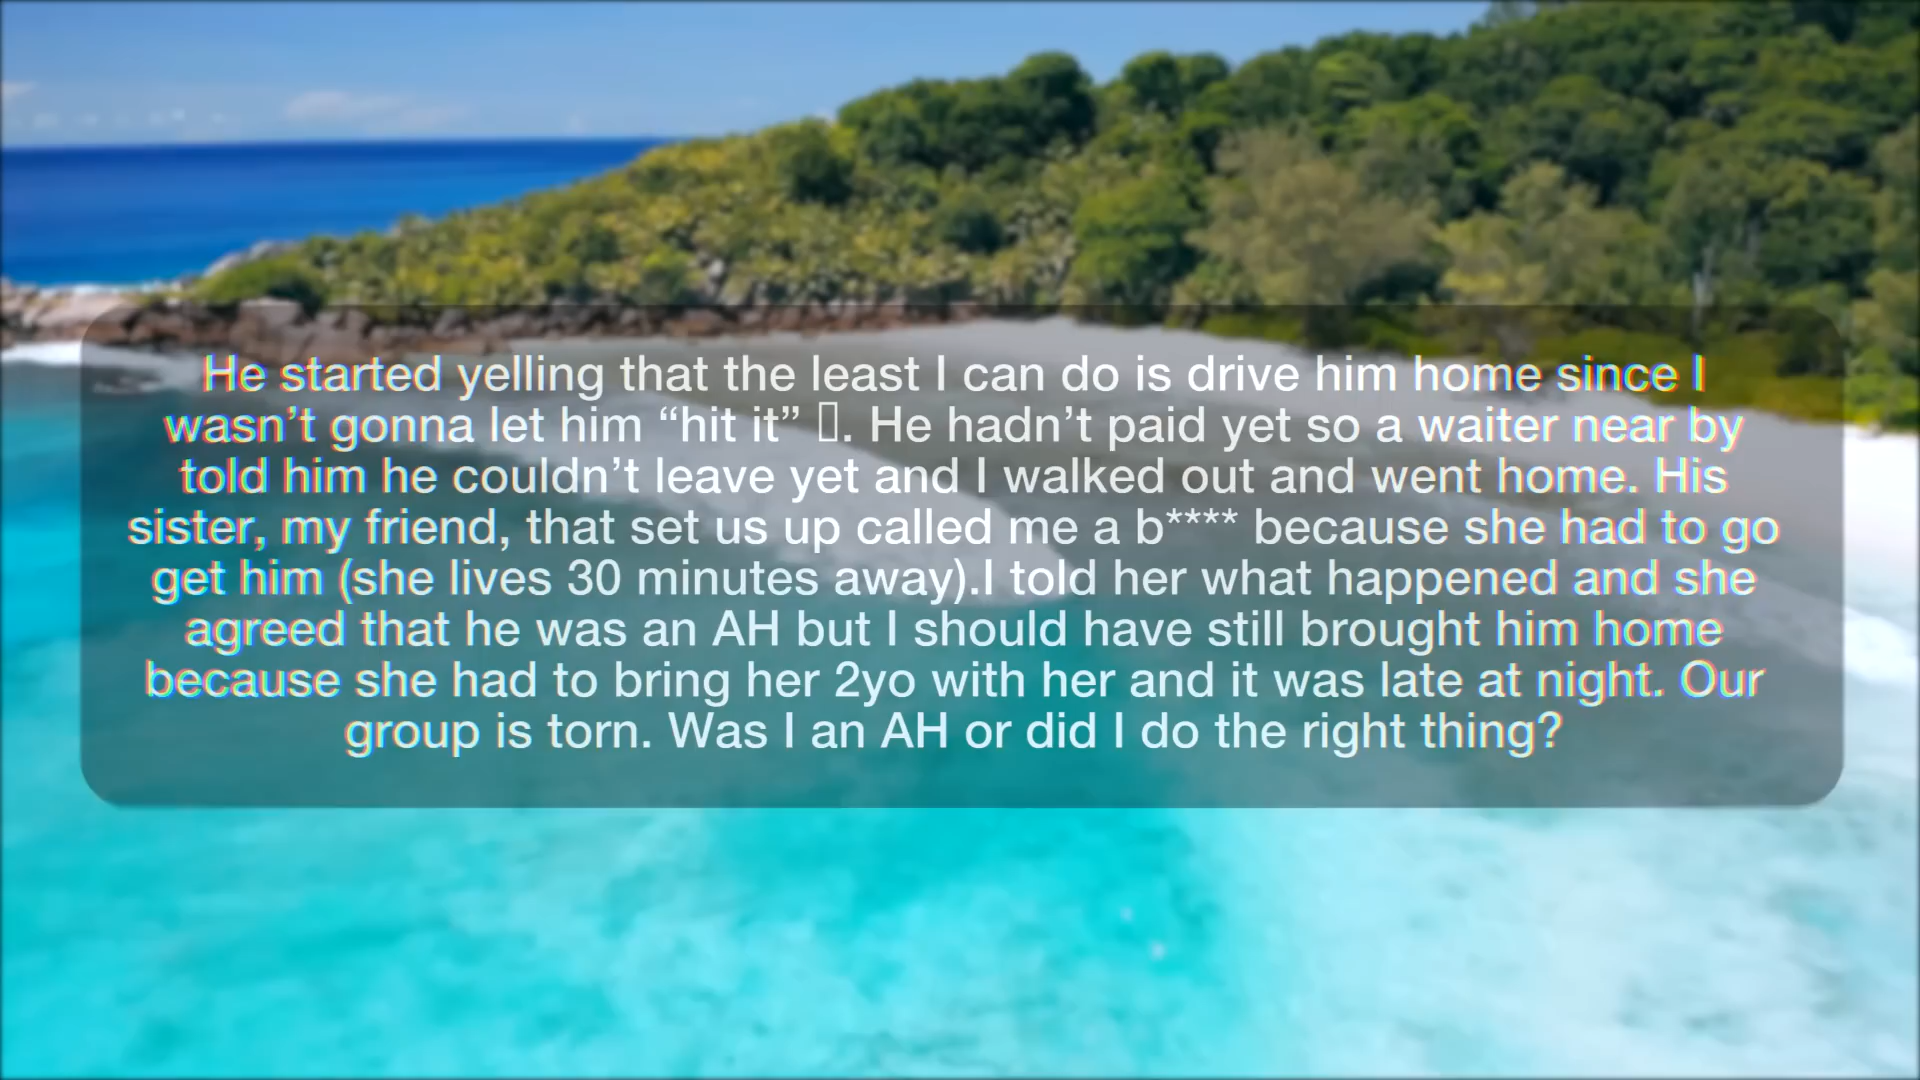 He started yelling that the least I can do is drive him home since I
wasn’t gonna let him “hit it” ▯. He hadn’t paid yet so a waiter near by
told him he couldn’t leave yet and I walked out and went home. His
sister, my friend, that set us up called me a b**** because she had to go
get him (she lives 30 minutes away).I told her what happened and she
agreed that he was an AH but I should have still brought him home
because she had to bring her 2yo with her and it was late at night. Our
group is torn. Was I an AH or did I do the right thing?